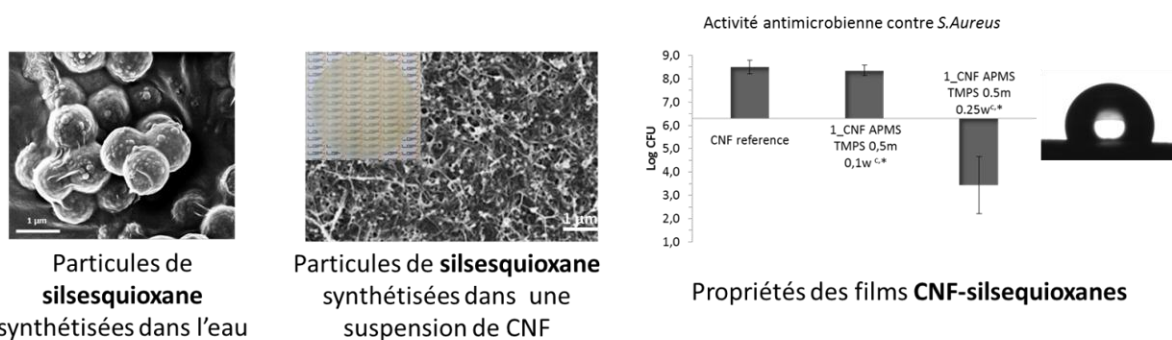 Activité antimicrobienne contre S.Aureus
9,0
8,0
7,0
6,0
5,0
4,0
3,0
2,0
1,0
Log CFU
CNF reference
1_CNF APMS
TMPS 0,5m
0,1w c,*
1_CNF APMS
TMPS 0.5m
0.25w c,*
1 µm
1 µm
Particules de
silsesquioxane
synthétisées dans l'eau
Particules de silsesquioxane
synthétisées dans une
suspension de CNF
Propriétés des films CNF-silsequioxanes